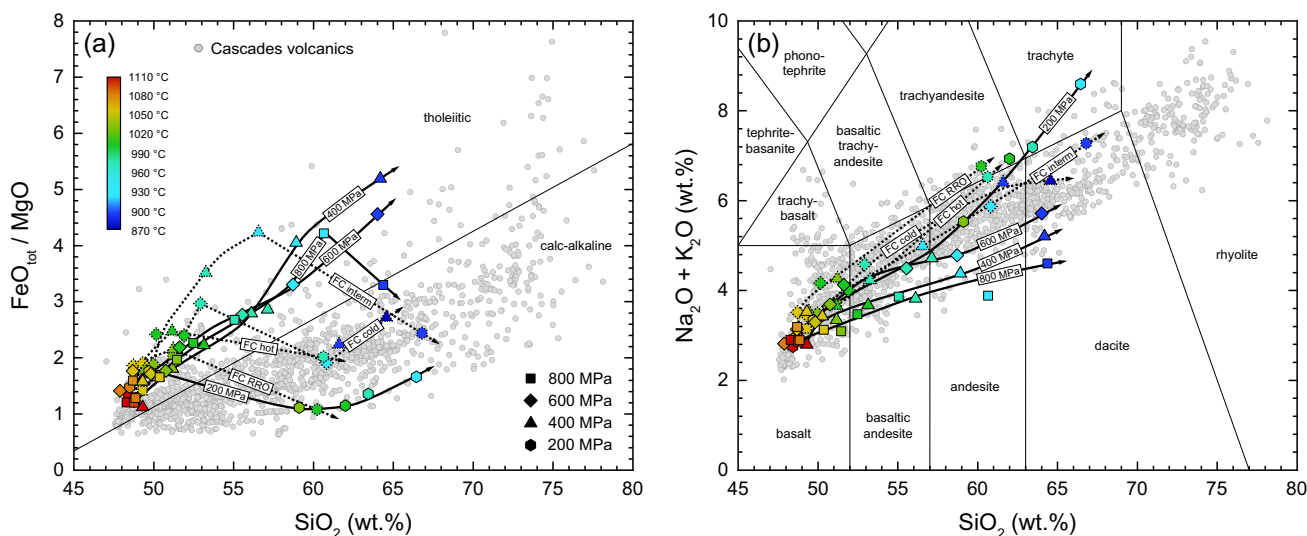 (a)
Cascades volcanics
1110 °C
1080 °C
1050 °C
1020 °C
990 °C
960 °C
930 °C
900 °C
870 °C
tholeiitic
calc-alkaline
400 MPa
800 MPa
600 MPa
FC interm
FC cold
FC hot
FC RRO
200 MPa
800 MPa
600 MPa
400 MPa
200 MPa
0
1
2
3
4
5
6
7
8
FeOtot / MgO
45 50 55 60 65 70 75 80
SiO2 (wt.%)
(b)
phono-
tephrite
trachyte
trachyandesite
tephrite-
basanite
basaltic
trachy-
andesite
trachy-
basalt
200 MPa
FC interm
FC RRO
FC hot
FC cold
600 MPa
400 MPa
800 MPa
rhyolite
dacite
andesite
basaltic
andesite
basalt
0
2
4
6
8
10
Na2O + K2O (wt.%)
45 50 55 60 65 70 75 80
SiO2 (wt.%)